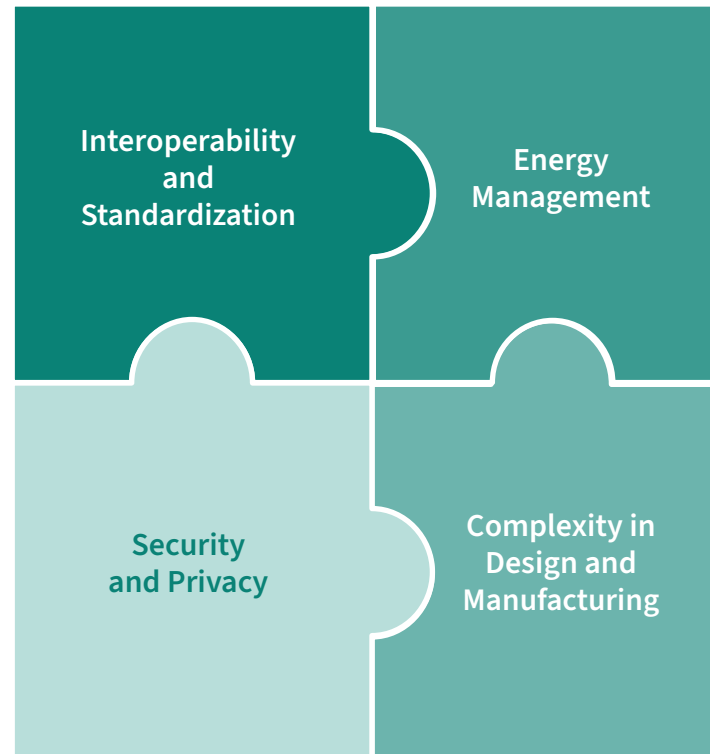 Interoperability
and
Standardization
Energy
Management
Security
and Privacy
Complexity in
Design and
Manufacturing